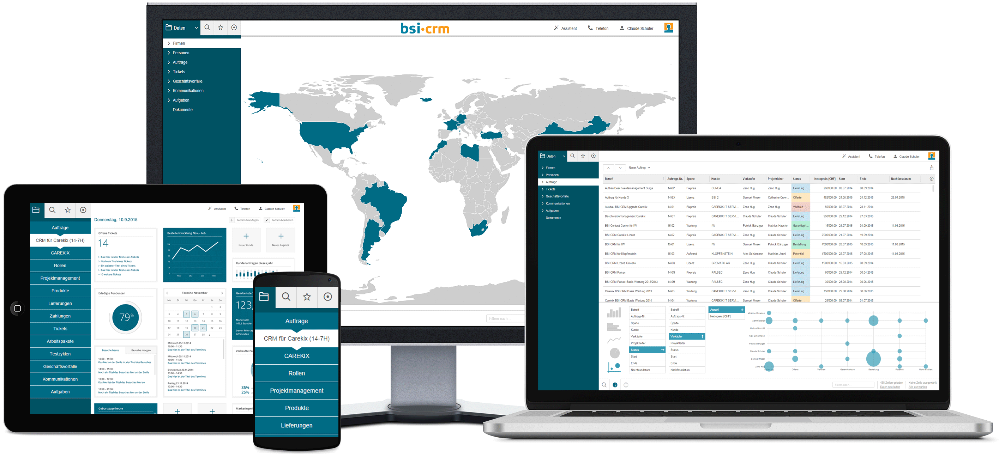 Daten
bsi·crm
Assistent
Telefon
Claude Schuler
Firmen
Personen
Aufträge
Tickets
Geschäftsvorfälle
Kommunikationen
Aufgaben
Dokumente
Filtern nach...
Assistent
Telefon
Claude Schuler
Aufträge
CRM für Carekix (14-7H)
CAREKIX
Rollen
Projektmanagement
Produkte
Lieferungen
Zahlungen
Tickets
Arbeitspakete
Testzyklen
Geschäftsvorfälle
Kommunikationen
Aufgaben
Donnerstag, 10.9.2015
Kacheln hinzufügen
Kacheln bearbeiten
Offene Tickets
14
Das hier ist der Titel eines Tickets
Noch ein Titel eines Tickets
Ein weiterer Titel eines Tickets
Das hier ist der Titel eines Tickets
+ 10 weitere Tickets
Bestellentwicklung Nov. – Feb.
NOV DEZ JAN FEB
Neuer Kunde
Neues Angebot
Kundenanfragen dieses Jahr
Erledigte Pendenzen
79%
Termine November
Mo Di Mi Do Fr Sa So
1 2
3 4 5 6 7 8 9
10 11 12 13 14 15 16
17 18 19 20 21 22 23
24 25 26 27 28 2
Mittwoch 05.11.2014
10:00 – 11:30
Das hier ist der Titel des Termines
Mittwoch 05.11.2014
10:00 – 11:30
Das hier ist der Titel des Termines
Donnerstag 20.11.2014
13:00 – 14:30
Das hier ist der Titel des Termines
Freitag 21.11.2014
13:00 – 14:30
Das hier ist der Titel des Termines
Gearbeitete S
123,
Monatssoll:
165,5 Stunden
Davon Feiertag
42 Stunden
Besuche heute
Besuche morgen
10:00 – 11:30:
Das hier an der Stelle ist der Titel des Besuches
14:00 – 15:30:
Noch ein Titel des Besuches hier an der Stelle
15:30 – 17:30:
Das hier ist der Titel des Besuches hier so
18:50 – 21:30:
Noch ein Titel des Besuches hier an der Stelle
Verkaufte Pr
35%
25%
Geburtstage heute
Marketingmi
Aufträge
CRM für Carekix (14-7H)
CAREKIX
Rollen
Projektmanagement
Produkte
Lieferungen
Daten
Assistent
Telefon
Claude Schuler
Firmen
Personen
Aufträge
Tickets
Geschäftsvorfälle
Kommunikationen
Aufgaben
Dokumente
Neuer Auftrag
Betreff Auftrags-Nr. Sparte Kunde Verkäufer Projektleiter Status Nettopreis [CHF] Start Ende Nachfassdatum
Aufbau Beschwerdemanagement Surga 14-0P Fixpreis SURGA Zeno Hug Zeno Hug Lieferung 260'000.00 02.07.2014 08.09.2014
Auftrag für Kunde X 14-BX Lizenz BSI 2 Samuel Moser Catherine Crow... Offerte 452'000.00 24.05.2015 24.12.2015 28.04.2015
Ausbau BSI CRM Upgrade Carekix 14-01 Fixpreis CAREKIX IT SERVI... Zeno Hug Zeno Hug Verloren 50'000.00 02.07.2014 28.11.2014
Beschwerdemanagement Carekix 14-BT Fixpreis CAREKIX IT SERVI... Claude Schuler Claude Schuler Lieferung 950'000.00 29.12.2014 27.03.2015
BSI Contact Center für IW 15-02 Wartung IW Patrick Bänziger Mathias Hassler Garantieph... 15'000.00 29.07.2015 04.09.2015 11.08.2015
BSI CRM Carekix Lizenz 14-02 Fixpreis CAREKIX IT SERVI... Zeno Hug Claude Schuler Lieferung 2'000'000.00 21.07.2014 19.09.2014
BSI CRM für IW 15-01 Lizenz IW Samuel Moser Patrick Bänziger Bestellung 4'000'000.00 28.07.2015 10.09.2015 11.08.2015
BSI CRM für Klopfenstein 15-03 Aufwand KLOPFENSTEIN Alex Schürmann Matthias Jenni Potential 4'500'000.00 22.07.2015 07.08.2015 11.08.2015
BSI CRM Lizenz Grovato 14-0Q Lizenz GROVATO AG Zeno Hug Claude Schuler Lieferung 1'900'000.00 16.03.2015 08.09.2014
BSI CRM Palsec 14-0G Fixpreis PALSEC Zeno Hug Claude Schuler Lieferung 60'000.00 29.12.2014 30.04.2015
BSI CRM Palsec Basis Wartung 2012/2013 14-0H Wartung PALSEC Zeno Hug Claude Schuler Lieferung 30'000.00 28.08.2014 30.06.2015
Carekix BSI CRM Basis Wartung 2013 14-03 Wartung CAREKIX IT SERVI... Zeno Hug Claude Schuler Lieferung 750'000.00 29.08.2014 30.06.2015
Carekix BSI CRM Basis Wartung 2014 14-04 Wartung CAREKIX IT SERVI... Samuel Moser Claude Schuler Offerte 28'000.00 02.07.2014 01.07.2015
Betreff
Auftrags-Nr.
Sparte
Kunde
Verkäufer
Projektleiter
Status
Start
Ende
Nachfassdatum
Betreff
Auftrags-Nr.
Sparte
Kunde
Verkäufer
Projektleiter
Status
Start
Ende
Nachfassdatum
Anzahl
Nettopreis [CHF]
atherine Crowden
Administrator
Markus Brunold
Alex Schürmann
Patrick Bänziger
Claude Schuler
Samuel Moser
Zeno Hug
Lieferung Offerte Verloren Garantiephase Bestellung Potential Nicht realisiert
Filtern nach...
438 Zeilen geladen
Daten neu laden
Keine Zeile ausgewählt
Alle auswählen